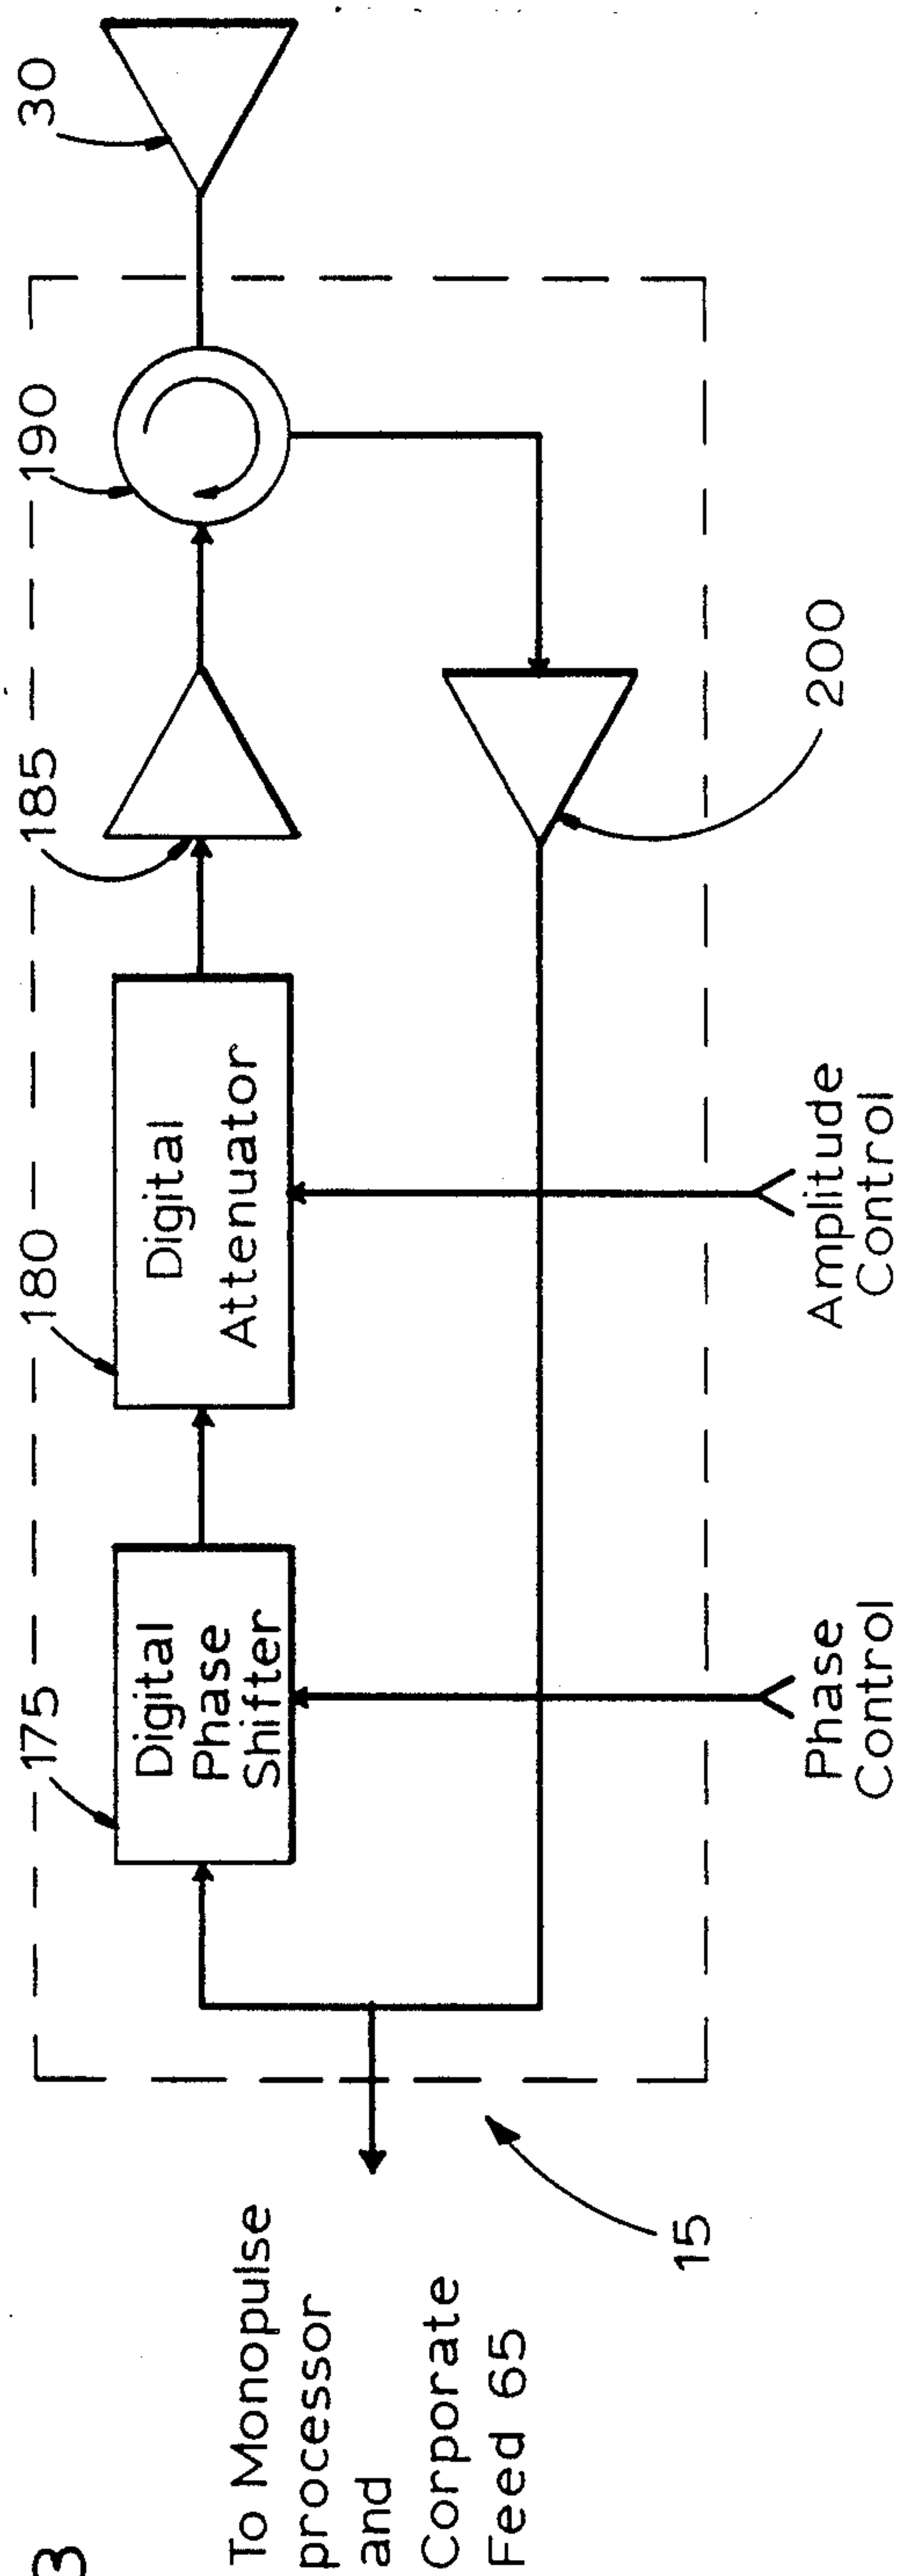 3
175
180
185
190
30
Digital
Phase
Shifter
Digital
Attenuator
200
To Monopulse
processor
and
Corporate
Feed 65
15
Phase
Control
Amplitude
Control